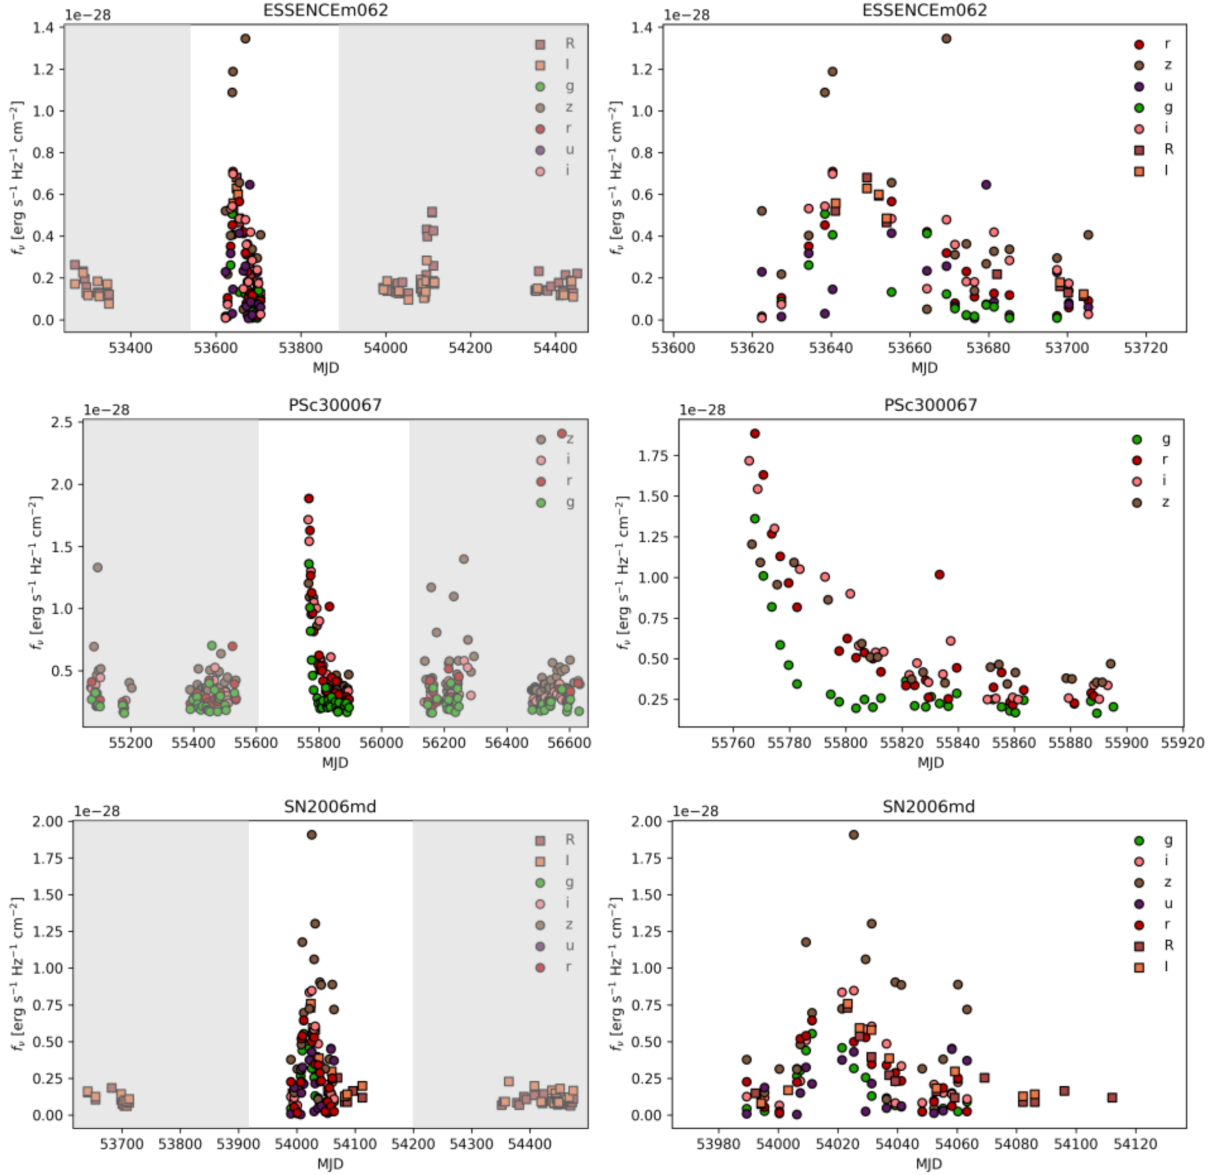 ESSENCEm062
1e−28
1.4
1.2
1.0
0.8
0.6
0.4
0.2
0.0
fν [erg s−1 Hz−1 cm−2]
R
I
g
z
r
u
i
53400 53600 53800 54000 54200 54400
MJD
ESSENCEm062
1e−28
1.4
1.2
1.0
0.8
0.6
0.4
0.2
0.0
fν [erg s−1 Hz−1 cm−2]
r
z
u
g
i
R
I
53600 53620 53640 53660 53680 53700 53720
MJD
PSc300067
1e−28
2.5
2.0
1.5
1.0
0.5
fν [erg s−1 Hz−1 cm−2]
z
i
r
g
55200 55400 55600 55800 56000 56200 56400 56600
MJD
PSc300067
1e−28
1.75
1.50
1.25
1.00
0.75
0.50
0.25
fν [erg s−1 Hz−1 cm−2]
g
r
i
z
55760 55780 55800 55820 55840 55860 55880 55900 55920
MJD
SN2006md
1e−28
2.00
1.75
1.50
1.25
1.00
0.75
0.50
0.25
0.00
fν [erg s−1 Hz−1 cm−2]
R
I
g
i
z
u
r
53700 53800 53900 54000 54100 54200 54300 54400
MJD
SN2006md
1e−28
2.00
1.75
1.50
1.25
1.00
0.75
0.50
0.25
0.00
fν [erg s−1 Hz−1 cm−2]
g
i
z
u
r
R
I
53980 54000 54020 54040 54060 54080 54100 54120
MJD